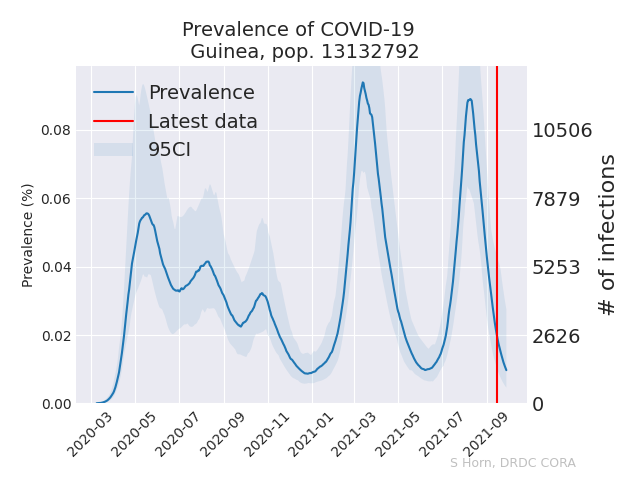 Prevalence of COVID-19
Guinea, pop. 13132792
Prevalence
Latest data
95CI
Prevalence (%)
0.08
0.06
0.04
0.02
0.00
10506
7879
5253
2626
0
# of infections
2020-03
2020-05
2020-07
2020-09
2020-11
2021-01
2021-03
2021-05
2021-07
2021-09
S Horn, DRDC CORA